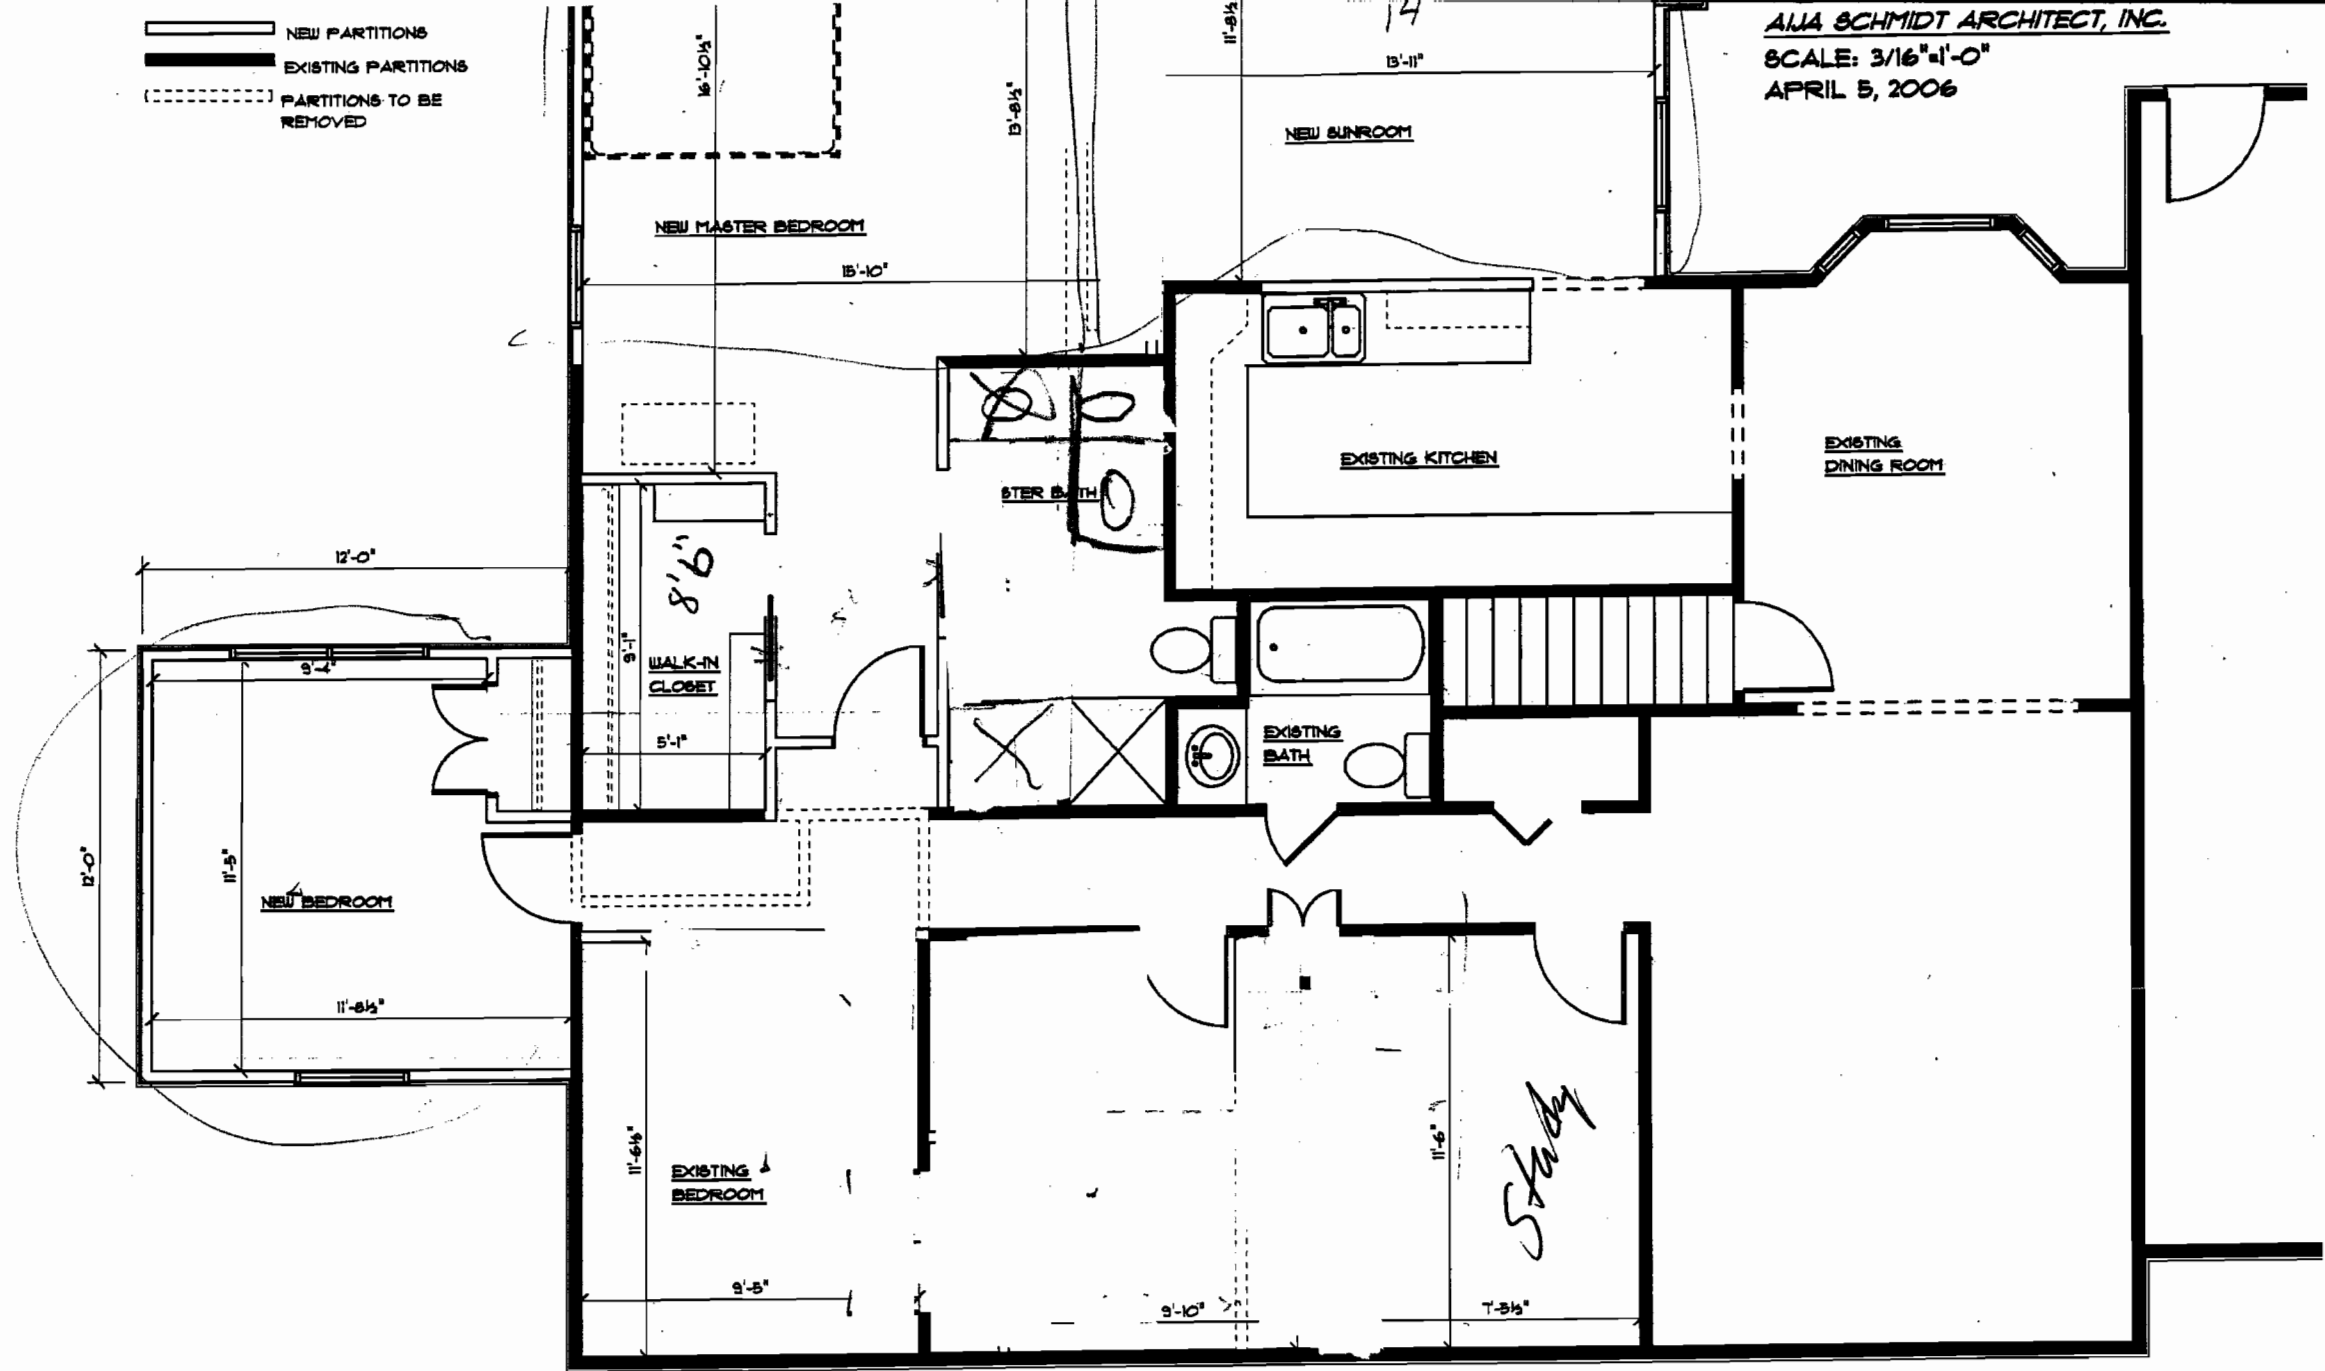 NEW PARTITIONS
EXISTING PARTITIONS
PARTITIONS TO BE
REMOVED
AIJA SCHMIDT ARCHITECT, INC.
SCALE: 3/16"=1'-0"
APRIL 5, 2006
14
16'-10½"
13'-8½"
11'-8½"
13'-11"
NEW SUNROOM
NEW MASTER BEDROOM
15'-10"
EXISTING KITCHEN
EXISTING
DINING ROOM
STER BATH
12'-0"
8'6"
9'-1"
WALK-IN
CLOSET
9'-4"
5'-1"
EXISTING
BATH
12'-0"
11'-5"
NEW BEDROOM
11'-8½"
11'-6½"
EXISTING
BEDROOM
11'-6"
Study
9'-5"
9'-10"
7'-5½"